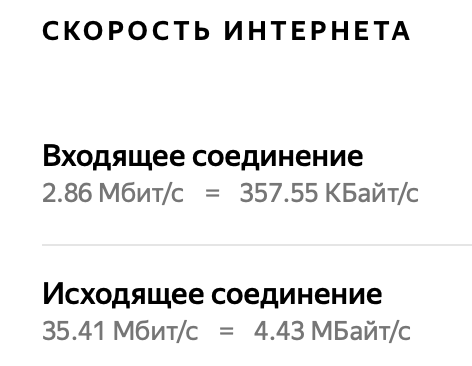 СКОРОСТЬ ИНТЕРНЕТА
Входящее соединение
2.86 Мбит/с = 357.55 КБайт/с
Исходящее соединение
35.41 Мбит/с = 4.43 МБайт/с